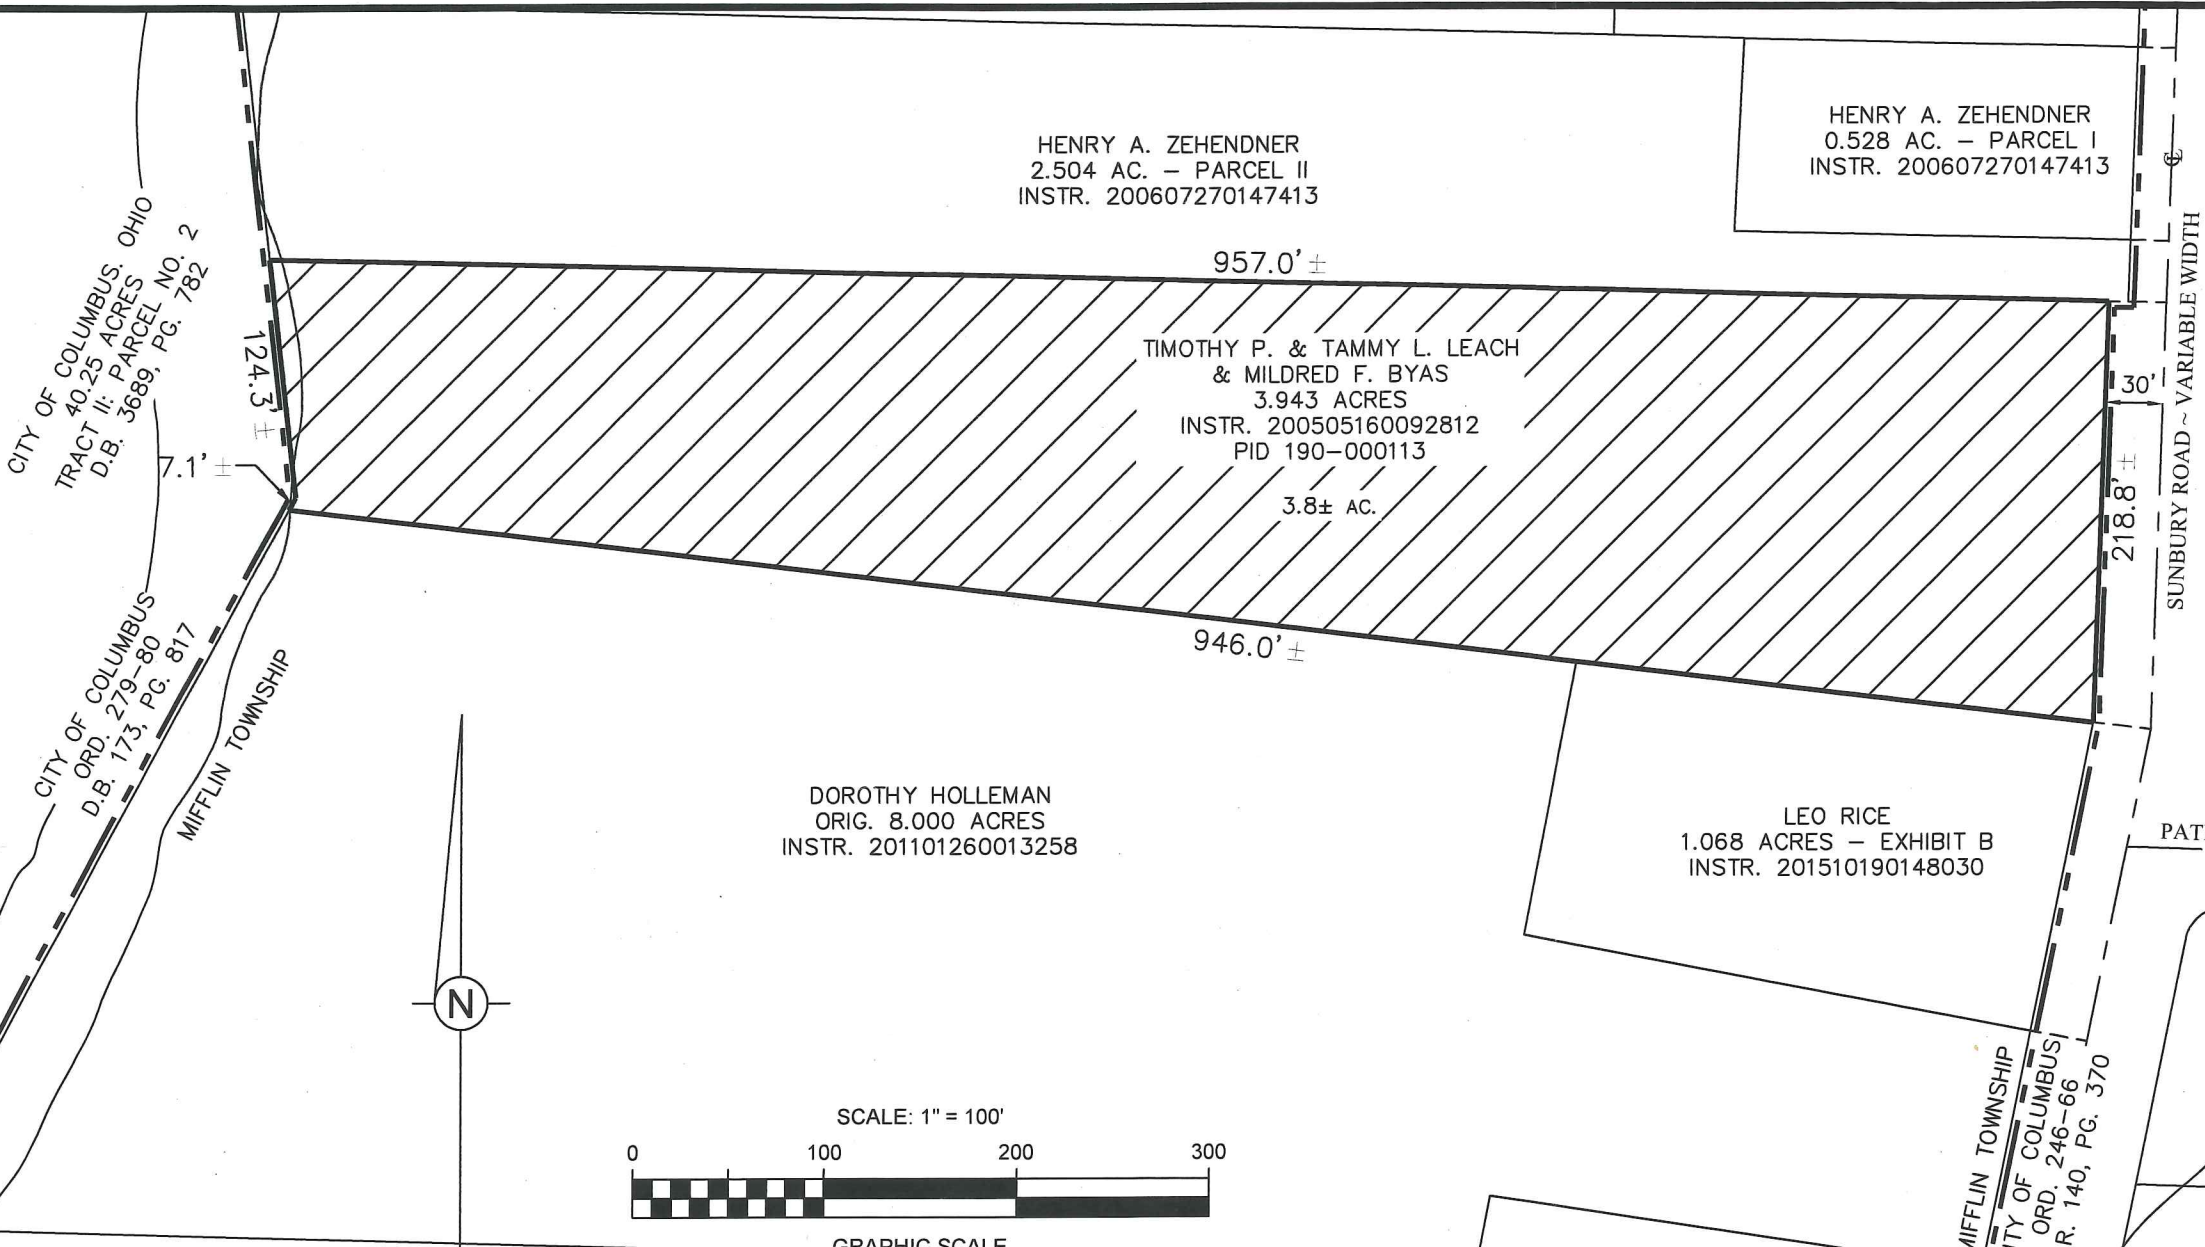 HENRY A. ZEHENDNER
2.504 AC. – PARCEL II
INSTR. 200607270147413
HENRY A. ZEHENDNER
0.528 AC. – PARCEL I
INSTR. 200607270147413
℄
CITY OF COLUMBUS. OHIO
40.25 ACRES
TRACT II: PARCEL NO. 2
D.B. 3689, PG. 782
957.0' ±
124.3' ±
7.1' ±
TIMOTHY P. & TAMMY L. LEACH
& MILDRED F. BYAS
3.943 ACRES
INSTR. 200505160092812
PID 190–000113
3.8± AC.
30'
218.8' ±
SUNBURY ROAD ~ VARIABLE WIDTH
946.0' ±
CITY OF COLUMBUS
ORD. 279–80
D.B. 173, PG. 817
MIFFLIN TOWNSHIP
DOROTHY HOLLEMAN
ORIG. 8.000 ACRES
INSTR. 201101260013258
LEO RICE
1.068 ACRES – EXHIBIT B
INSTR. 201510190148030
N
SCALE: 1" = 100'
0 100 200 300
GRAPHIC SCALE
MIFFLIN TOWNSHIP
OF COLUMBUS
ORD. 246–66
R. 140, PG. 370